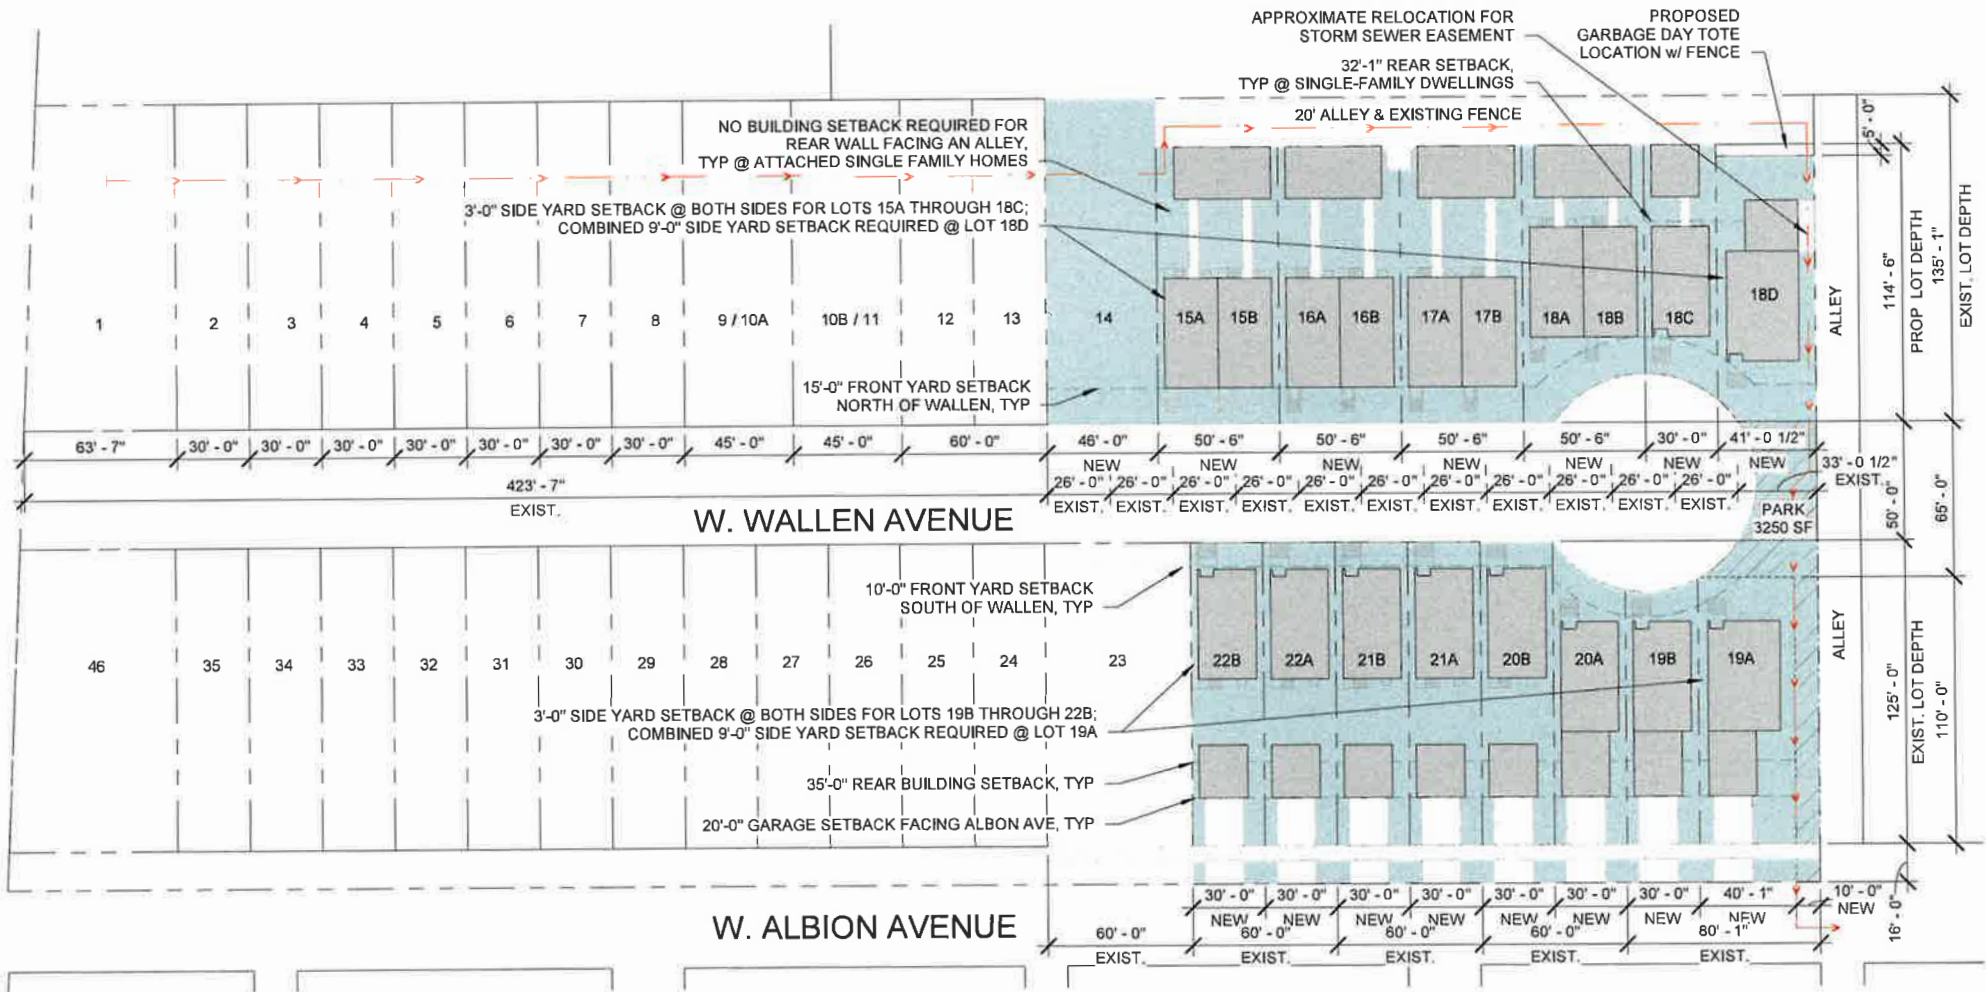 APPROXIMATE RELOCATION FOR
STORM SEWER EASEMENT
PROPOSED
GARBAGE DAY TOTE
LOCATION w/ FENCE
32'-1" REAR SETBACK,
TYP @ SINGLE-FAMILY DWELLINGS
20' ALLEY & EXISTING FENCE
NO BUILDING SETBACK REQUIRED FOR
REAR WALL FACING AN ALLEY,
TYP @ ATTACHED SINGLE FAMILY HOMES
3'-0" SIDE YARD SETBACK @ BOTH SIDES FOR LOTS 15A THROUGH 18C;
COMBINED 9'-0" SIDE YARD SETBACK REQUIRED @ LOT 18D
5' - 0"
114' - 6"
PROP LOT DEPTH
135' - 1"
EXIST. LOT DEPTH
ALLEY
1 2 3 4 5 6 7 8 9 / 10A 10B / 11 12 13 14 15A 15B 16A 16B 17A 17B 18A 18B 18C 18D
15'-0" FRONT YARD SETBACK
NORTH OF WALLEN, TYP
63' - 7" 30' - 0" 30' - 0" 30' - 0" 30' - 0" 30' - 0" 30' - 0" 30' - 0" 45' - 0" 45' - 0" 60' - 0" 46' - 0" 50' - 6" 50' - 6" 50' - 6" 50' - 6" 30' - 0" 41' - 0 1/2"
NEW NEW NEW NEW NEW NEW NEW
423' - 7"
EXIST.
26' - 0" 26' - 0" 26' - 0" 26' - 0" 26' - 0" 26' - 0" 26' - 0" 26' - 0" 26' - 0" 26' - 0" 26' - 0" 33' - 0 1/2"
EXIST. EXIST. EXIST. EXIST. EXIST. EXIST. EXIST. EXIST. EXIST. EXIST. EXIST. EXIST.
W. WALLEN AVENUE
PARK
3250 SF
50' - 0"
65' - 0"
10'-0" FRONT YARD SETBACK
SOUTH OF WALLEN, TYP
46 35 34 33 32 31 30 29 28 27 26 25 24 23 22B 22A 21B 21A 20B 20A 19B 19A
ALLEY
125' - 0"
EXIST. LOT DEPTH
110' - 0"
3'-0" SIDE YARD SETBACK @ BOTH SIDES FOR LOTS 19B THROUGH 22B;
COMBINED 9'-0" SIDE YARD SETBACK REQUIRED @ LOT 19A
35'-0" REAR BUILDING SETBACK, TYP
20'-0" GARAGE SETBACK FACING ALBON AVE, TYP
W. ALBION AVENUE
30' - 0" 30' - 0" 30' - 0" 30' - 0" 30' - 0" 30' - 0" 30' - 0" 40' - 1" 10' - 0"
NEW NEW NEW NEW NEW NEW NEW NEW NEW
16' - 0"
60' - 0" 60' - 0" 60' - 0" 60' - 0" 80' - 1"
EXIST. EXIST. EXIST. EXIST. EXIST.